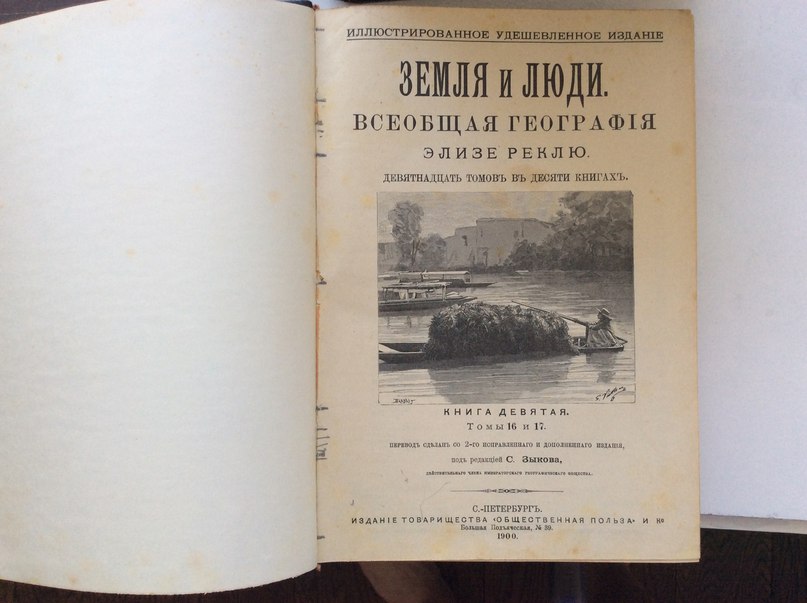 ИЛЛЮСТРИРОВАННОЕ УДЕШЕВЛЕННОЕ ИЗДАНІЕ
ЗЕМЛЯ И ЛЮДИ.
ВСЕОБЩАЯ ГЕОГРАФІЯ
ЭЛИЗЕ РЕКЛЮ.
ДЕВЯТНАДЦАТЬ ТОМОВЪ ВЪ ДЕСЯТИ КНИГАХЪ.
КНИГА ДЕВЯТАЯ.
Томы 16 и 17.
ПЕРЕВОДЪ СДѢЛАНЪ СО 2-ГО ИСПРАВЛЕННАГО И ДОПОЛНЕННАГО ИЗДАНІЯ,
подъ редакціей С. Зыкова,
ДѢЙСТВИТЕЛЬНАГО ЧЛЕНА ИМПЕРАТОРСКАГО ГЕОГРАФИЧЕСКАГО ОБЩЕСТВА.
С.-ПЕТЕРБУРГЪ.
ИЗДАНІЕ ТОВАРИЩЕСТВА «ОБЩЕСТВЕННАЯ ПОЛЬЗА» И Кº
Большая Подъяческая, № 39.
1900.